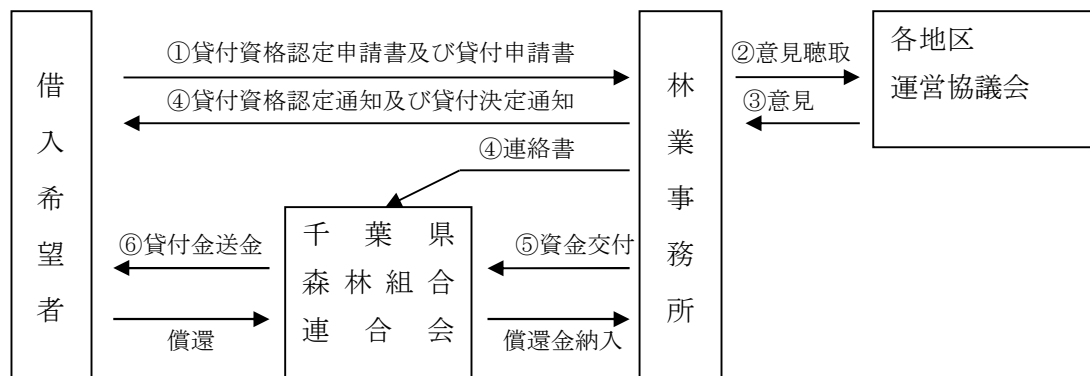 借入希望者
①貸付資格認定申請書及び貸付申請書
④貸付資格認定通知及び貸付決定通知
④連絡書
林業事務所
②意見聴取
③意見
各地区
運営協議会
⑥貸付金送金
償還
千葉県
森林組合
連合会
⑤資金交付
償還金納入